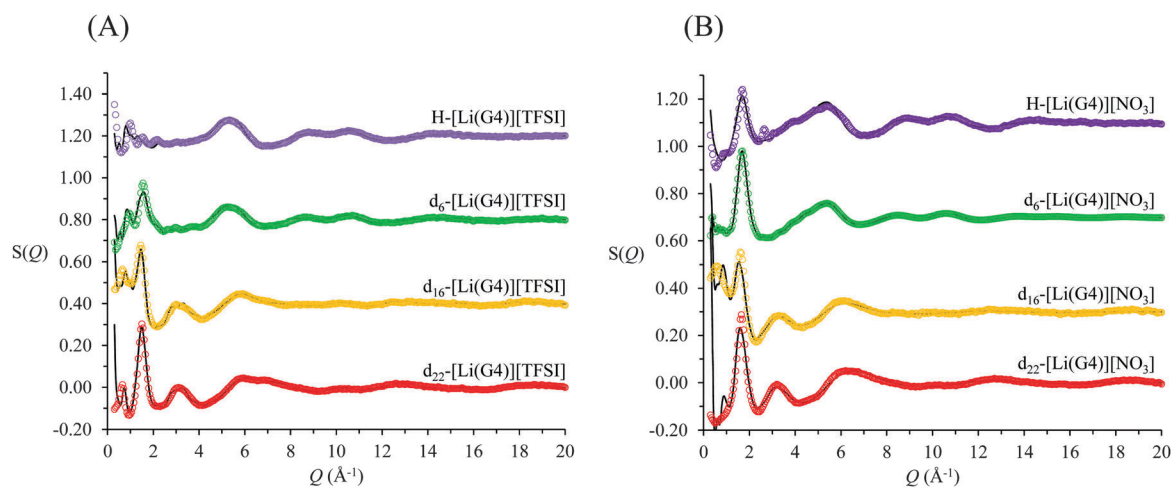 (A)
1.40
1.20
1.00
0.80
0.60
0.40
0.20
0.00
-0.20
S(Q)
H-[Li(G4)][TFSI]
d₆-[Li(G4)][TFSI]
d₁₆-[Li(G4)][TFSI]
d₂₂-[Li(G4)][TFSI]
0 2 4 6 8 10 12 14 16 18 20
Q (Å⁻¹)
(B)
1.20
1.00
0.80
0.60
0.40
0.20
0.00
-0.20
S(Q)
H-[Li(G4)][NO₃]
d₆-[Li(G4)][NO₃]
d₁₆-[Li(G4)][NO₃]
d₂₂-[Li(G4)][NO₃]
0 2 4 6 8 10 12 14 16 18 20
Q (Å⁻¹)